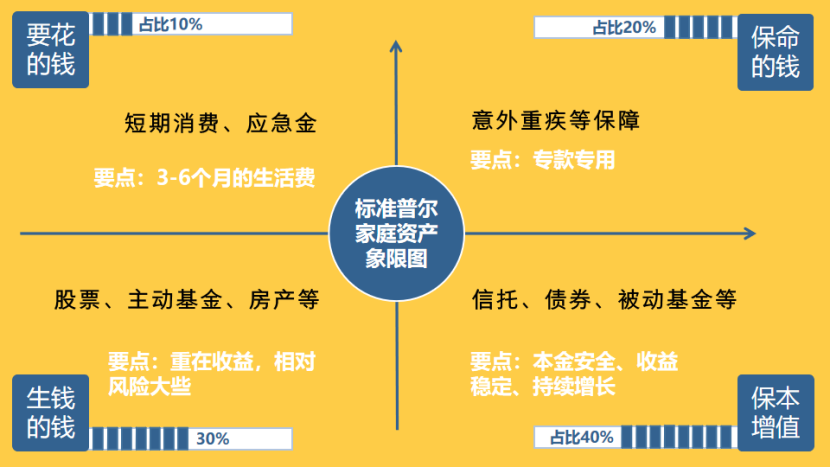 要花
的钱
占比10%
占比20%
保命
的钱
短期消费、应急金
要点：3-6个月的生活费
意外重疾等保障
要点：专款专用
标准普尔
家庭资产
象限图
股票、主动基金、房产等
要点：重在收益，相对
风险大些
信托、债券、被动基金等
要点：本金安全、收益
稳定、持续增长
生钱
的钱
30%
占比40%
保本
增值